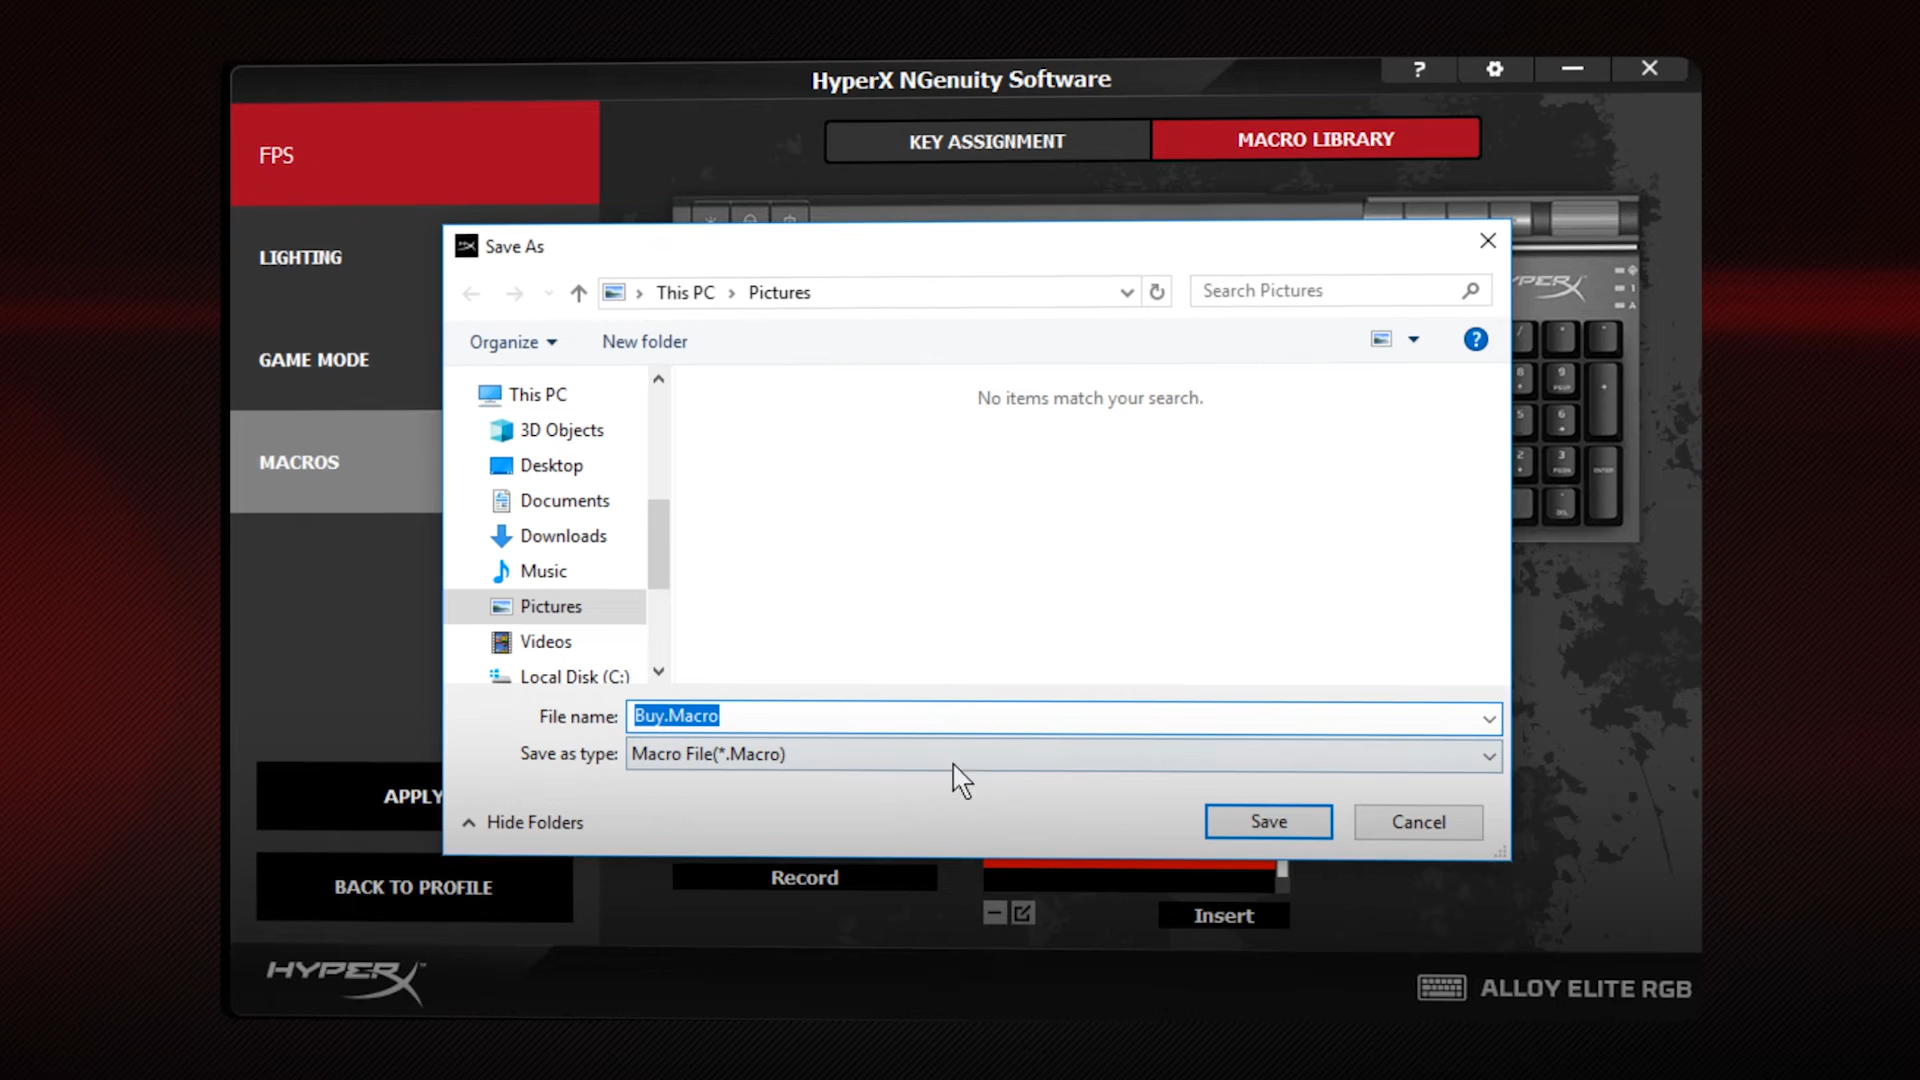 HyperX NGenuity Software
?
FPS
KEY ASSIGNMENT
MACRO LIBRARY
LIGHTING
GAME MODE
MACROS
Save As
This PC > Pictures
Search Pictures
Organize
New folder
?
This PC
3D Objects
Desktop
Documents
Downloads
Music
Pictures
Videos
Local Disk (C:)
No items match your search.
File name: Buy.Macro
Save as type: Macro File(*.Macro)
Hide Folders
Save
Cancel
APPLY
BACK TO PROFILE
Record
Insert
HYPERX
ALLOY ELITE RGB